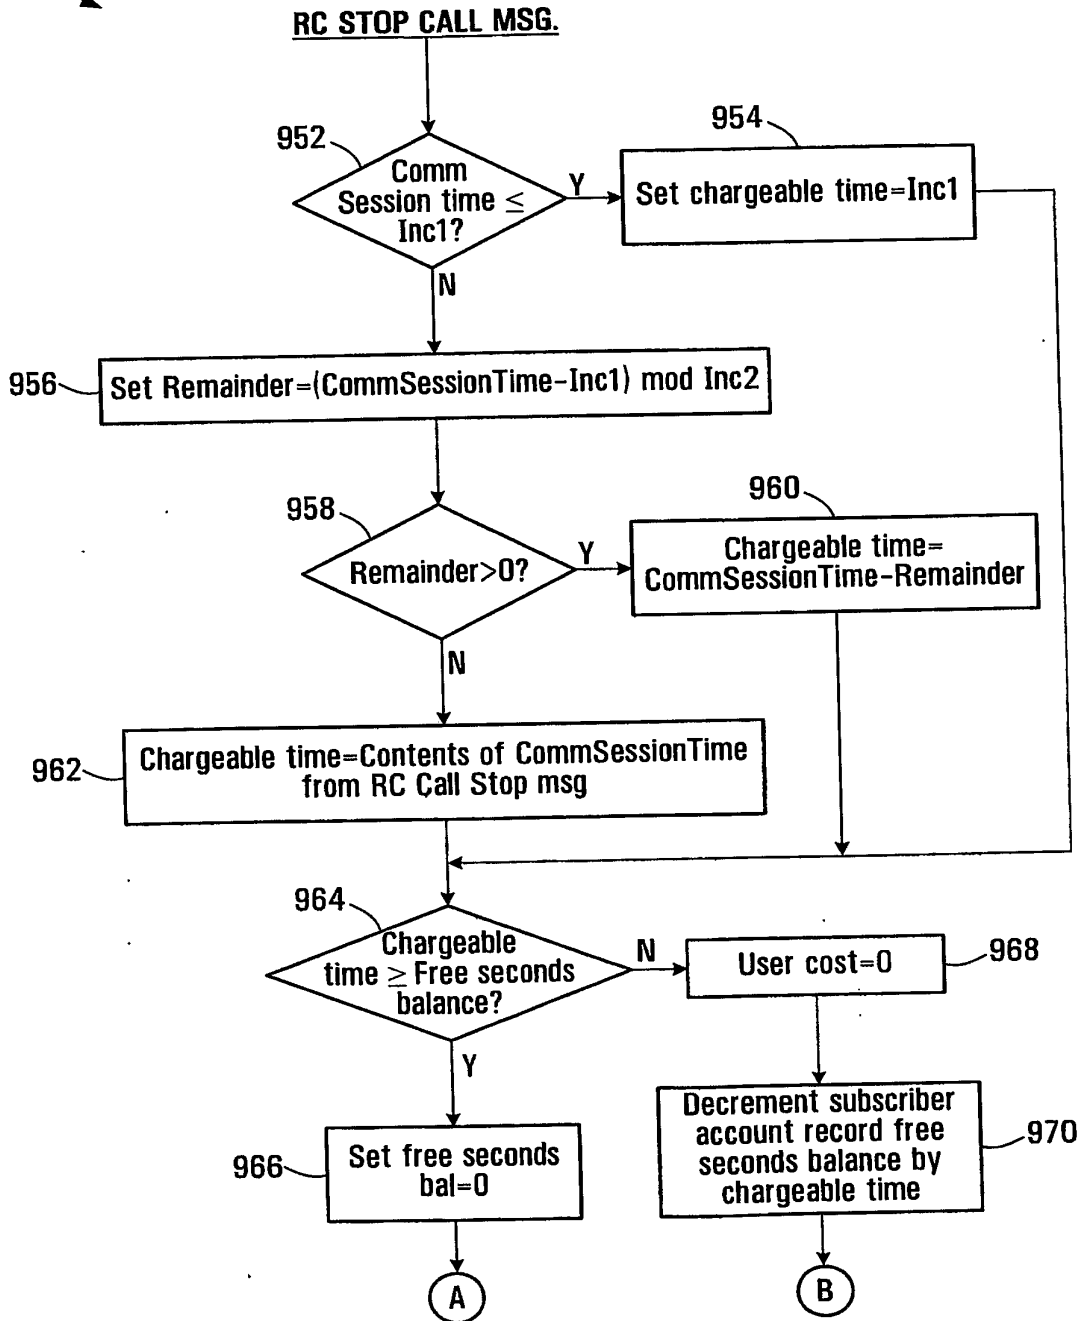 RC STOP CALL MSG.
952
Comm
Session time ≤
Inc1?
Y
N
954
Set chargeable time=Inc1
956
Set Remainder=(CommSessionTime-Inc1) mod Inc2
958
Remainder>0?
Y
N
960
Chargeable time=
CommSessionTime-Remainder
962
Chargeable time=Contents of CommSessionTime
from RC Call Stop msg
964
Chargeable
time ≥ Free seconds
balance?
N
Y
User cost=0
968
966
Set free seconds
bal=0
Decrement subscriber
account record free
seconds balance by
chargeable time
970
A
B